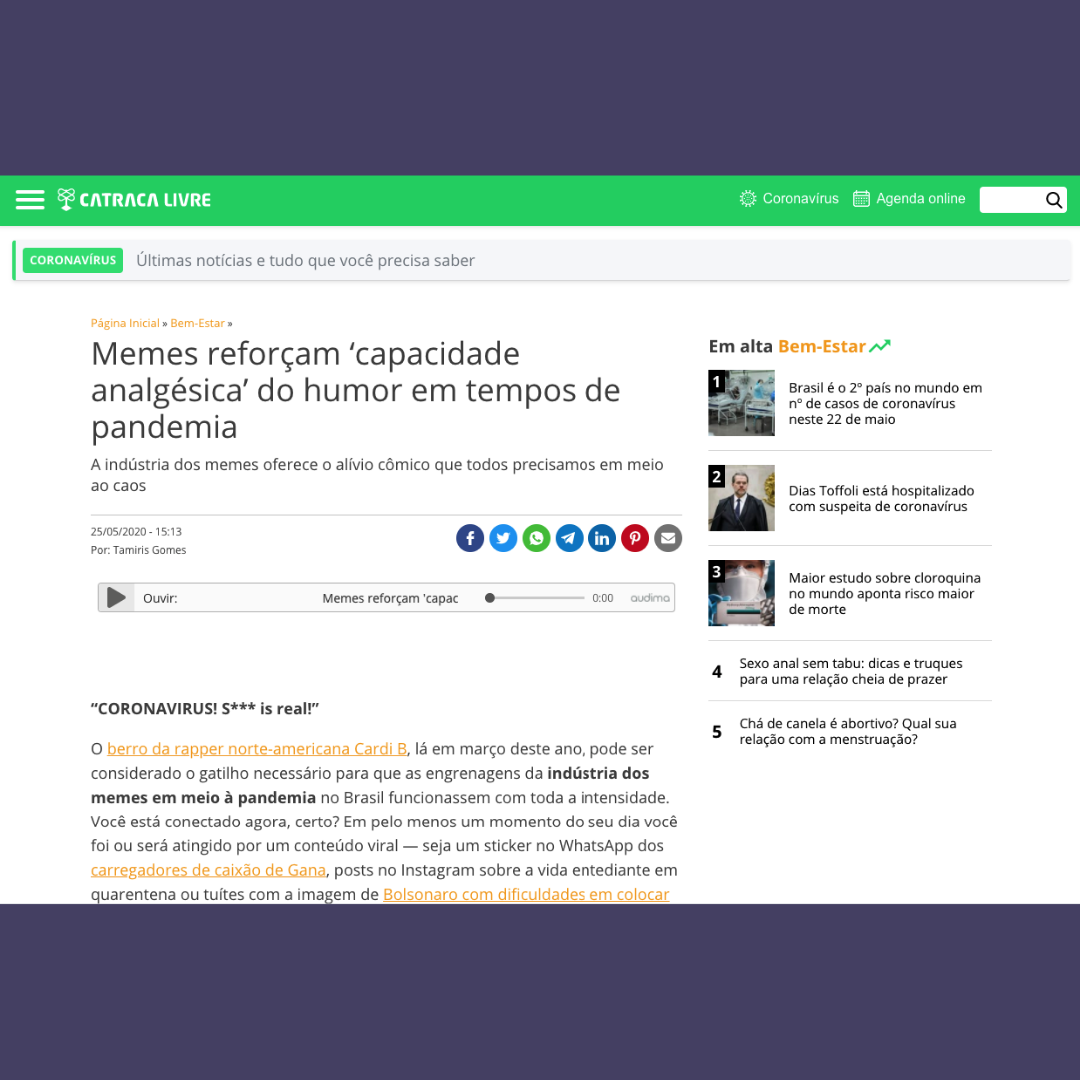 CATRACA LIVRE
Coronavírus
Agenda online
CORONAVÍRUS
Últimas notícias e tudo que você precisa saber
Página Inicial » Bem-Estar »
Memes reforçam ‘capacidade
analgésica’ do humor em tempos de
pandemia
A indústria dos memes oferece o alívio cômico que todos precisamos em meio
ao caos
25/05/2020 - 15:13
Por: Tamiris Gomes
Ouvir:
Memes reforçam 'capac
0:00
audima
“CORONAVIRUS! S*** is real!”
O berro da rapper norte-americana Cardi B, lá em março deste ano, pode ser
considerado o gatilho necessário para que as engrenagens da indústria dos
memes em meio à pandemia no Brasil funcionassem com toda a intensidade.
Você está conectado agora, certo? Em pelo menos um momento do seu dia você
foi ou será atingido por um conteúdo viral — seja um sticker no WhatsApp dos
carregadores de caixão de Gana, posts no Instagram sobre a vida entediante em
quarentena ou tuítes com a imagem de Bolsonaro com dificuldades em colocar
Em alta Bem-Estar
1
Brasil é o 2º país no mundo em
nº de casos de coronavírus
neste 22 de maio
2
Dias Toffoli está hospitalizado
com suspeita de coronavírus
3
Maior estudo sobre cloroquina
no mundo aponta risco maior
de morte
4
Sexo anal sem tabu: dicas e truques
para uma relação cheia de prazer
5
Chá de canela é abortivo? Qual sua
relação com a menstruação?